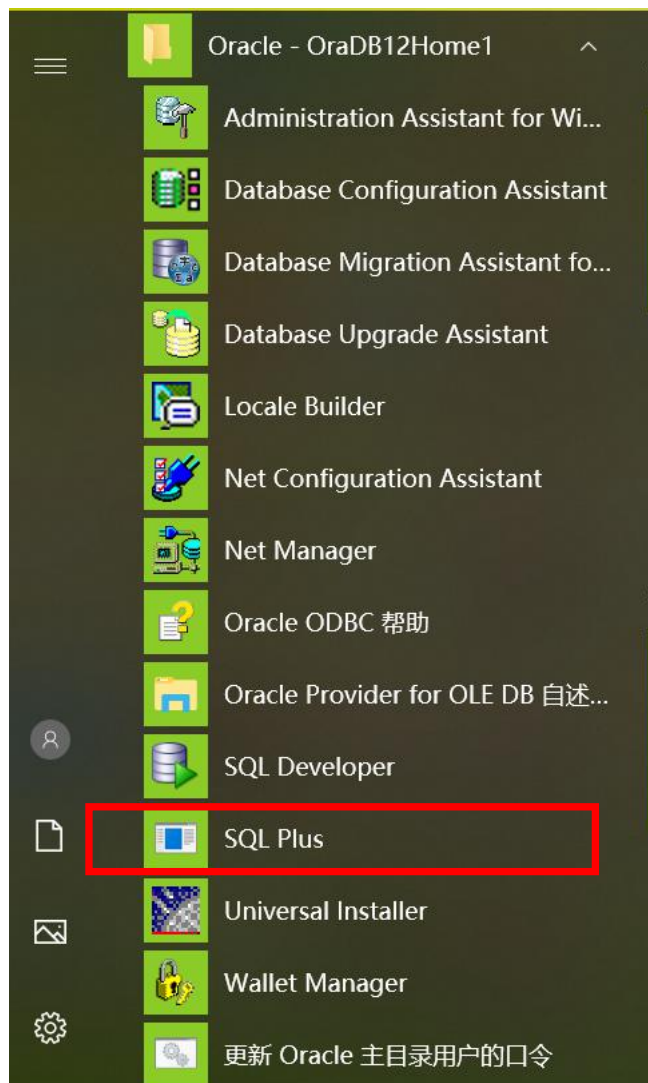 Oracle - OraDB12Home1
Administration Assistant for Wi...
Database Configuration Assistant
Database Migration Assistant fo...
Database Upgrade Assistant
Locale Builder
Net Configuration Assistant
Net Manager
Oracle ODBC 帮助
Oracle Provider for OLE DB 自述...
SQL Developer
SQL Plus
Universal Installer
Wallet Manager
更新 Oracle 主目录用户的口令